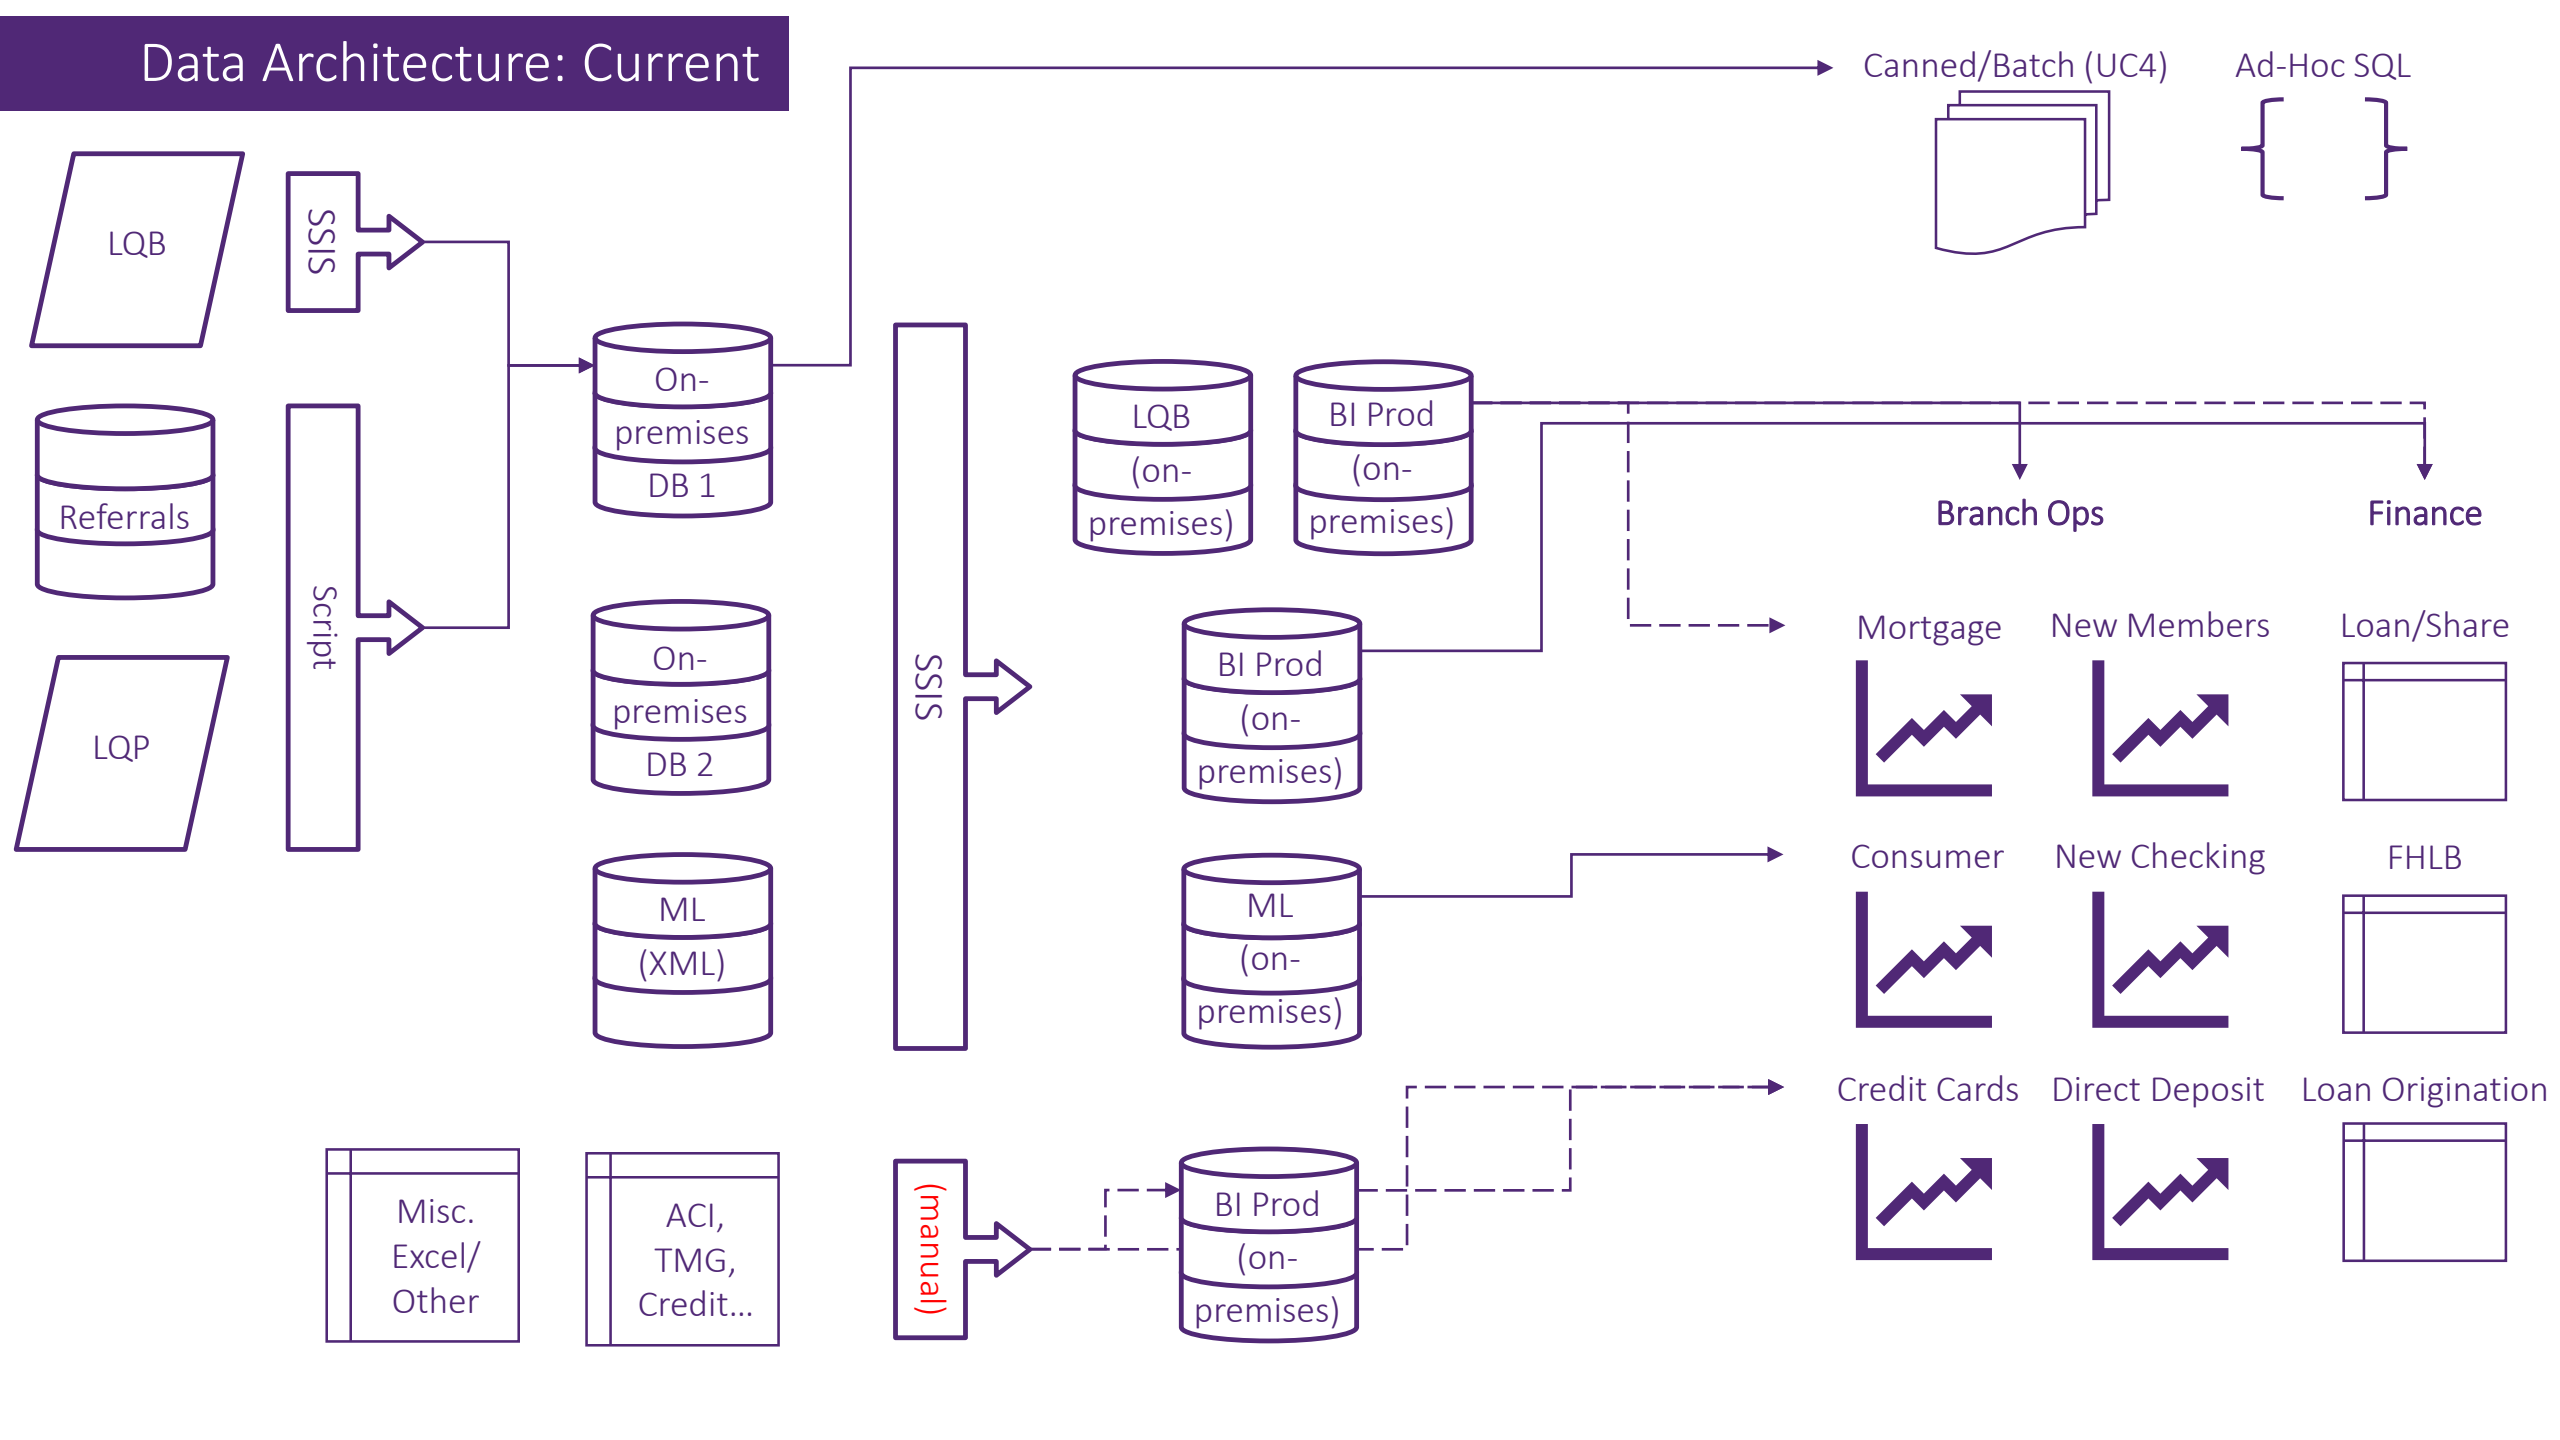 Data Architecture: Current
Canned/Batch (UC4)
Ad-Hoc SQL
LQB
SSIS
Referrals
Script
LQP
On-
premises
DB 1
On-
premises
DB 2
ML
(XML)
SSIS
LQB
(on-
premises)
BI Prod
(on-
premises)
BI Prod
(on-
premises)
ML
(on-
premises)
Branch Ops
Finance
Mortgage
New Members
Loan/Share
Consumer
New Checking
FHLB
Credit Cards
Direct Deposit
Loan Origination
Misc.
Excel/
Other
ACI,
TMG,
Credit...
(manual)
BI Prod
(on-
premises)